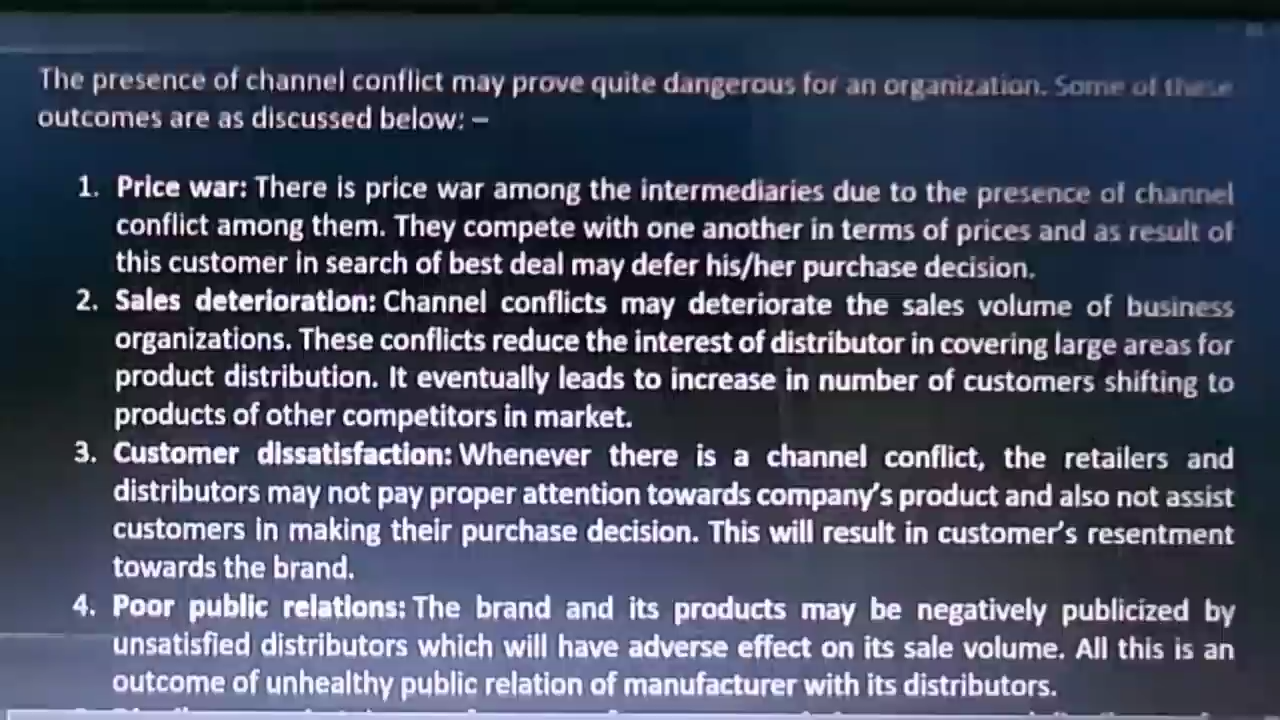 The presence of channel conflict may prove quite dangerous for an organization. Some of these
outcomes are as discussed below: –
1. Price war: There is price war among the intermediaries due to the presence of channel
conflict among them. They compete with one another in terms of prices and as result of
this customer in search of best deal may defer his/her purchase decision.
2. Sales deterioration: Channel conflicts may deteriorate the sales volume of business
organizations. These conflicts reduce the interest of distributor in covering large areas for
product distribution. It eventually leads to increase in number of customers shifting to
products of other competitors in market.
3. Customer dissatisfaction: Whenever there is a channel conflict, the retailers and
distributors may not pay proper attention towards company's product and also not assist
customers in making their purchase decision. This will result in customer's resentment
towards the brand.
4. Poor public relations: The brand and its products may be negatively publicized by
unsatisfied distributors which will have adverse effect on its sale volume. All this is an
outcome of unhealthy public relation of manufacturer with its distributors.